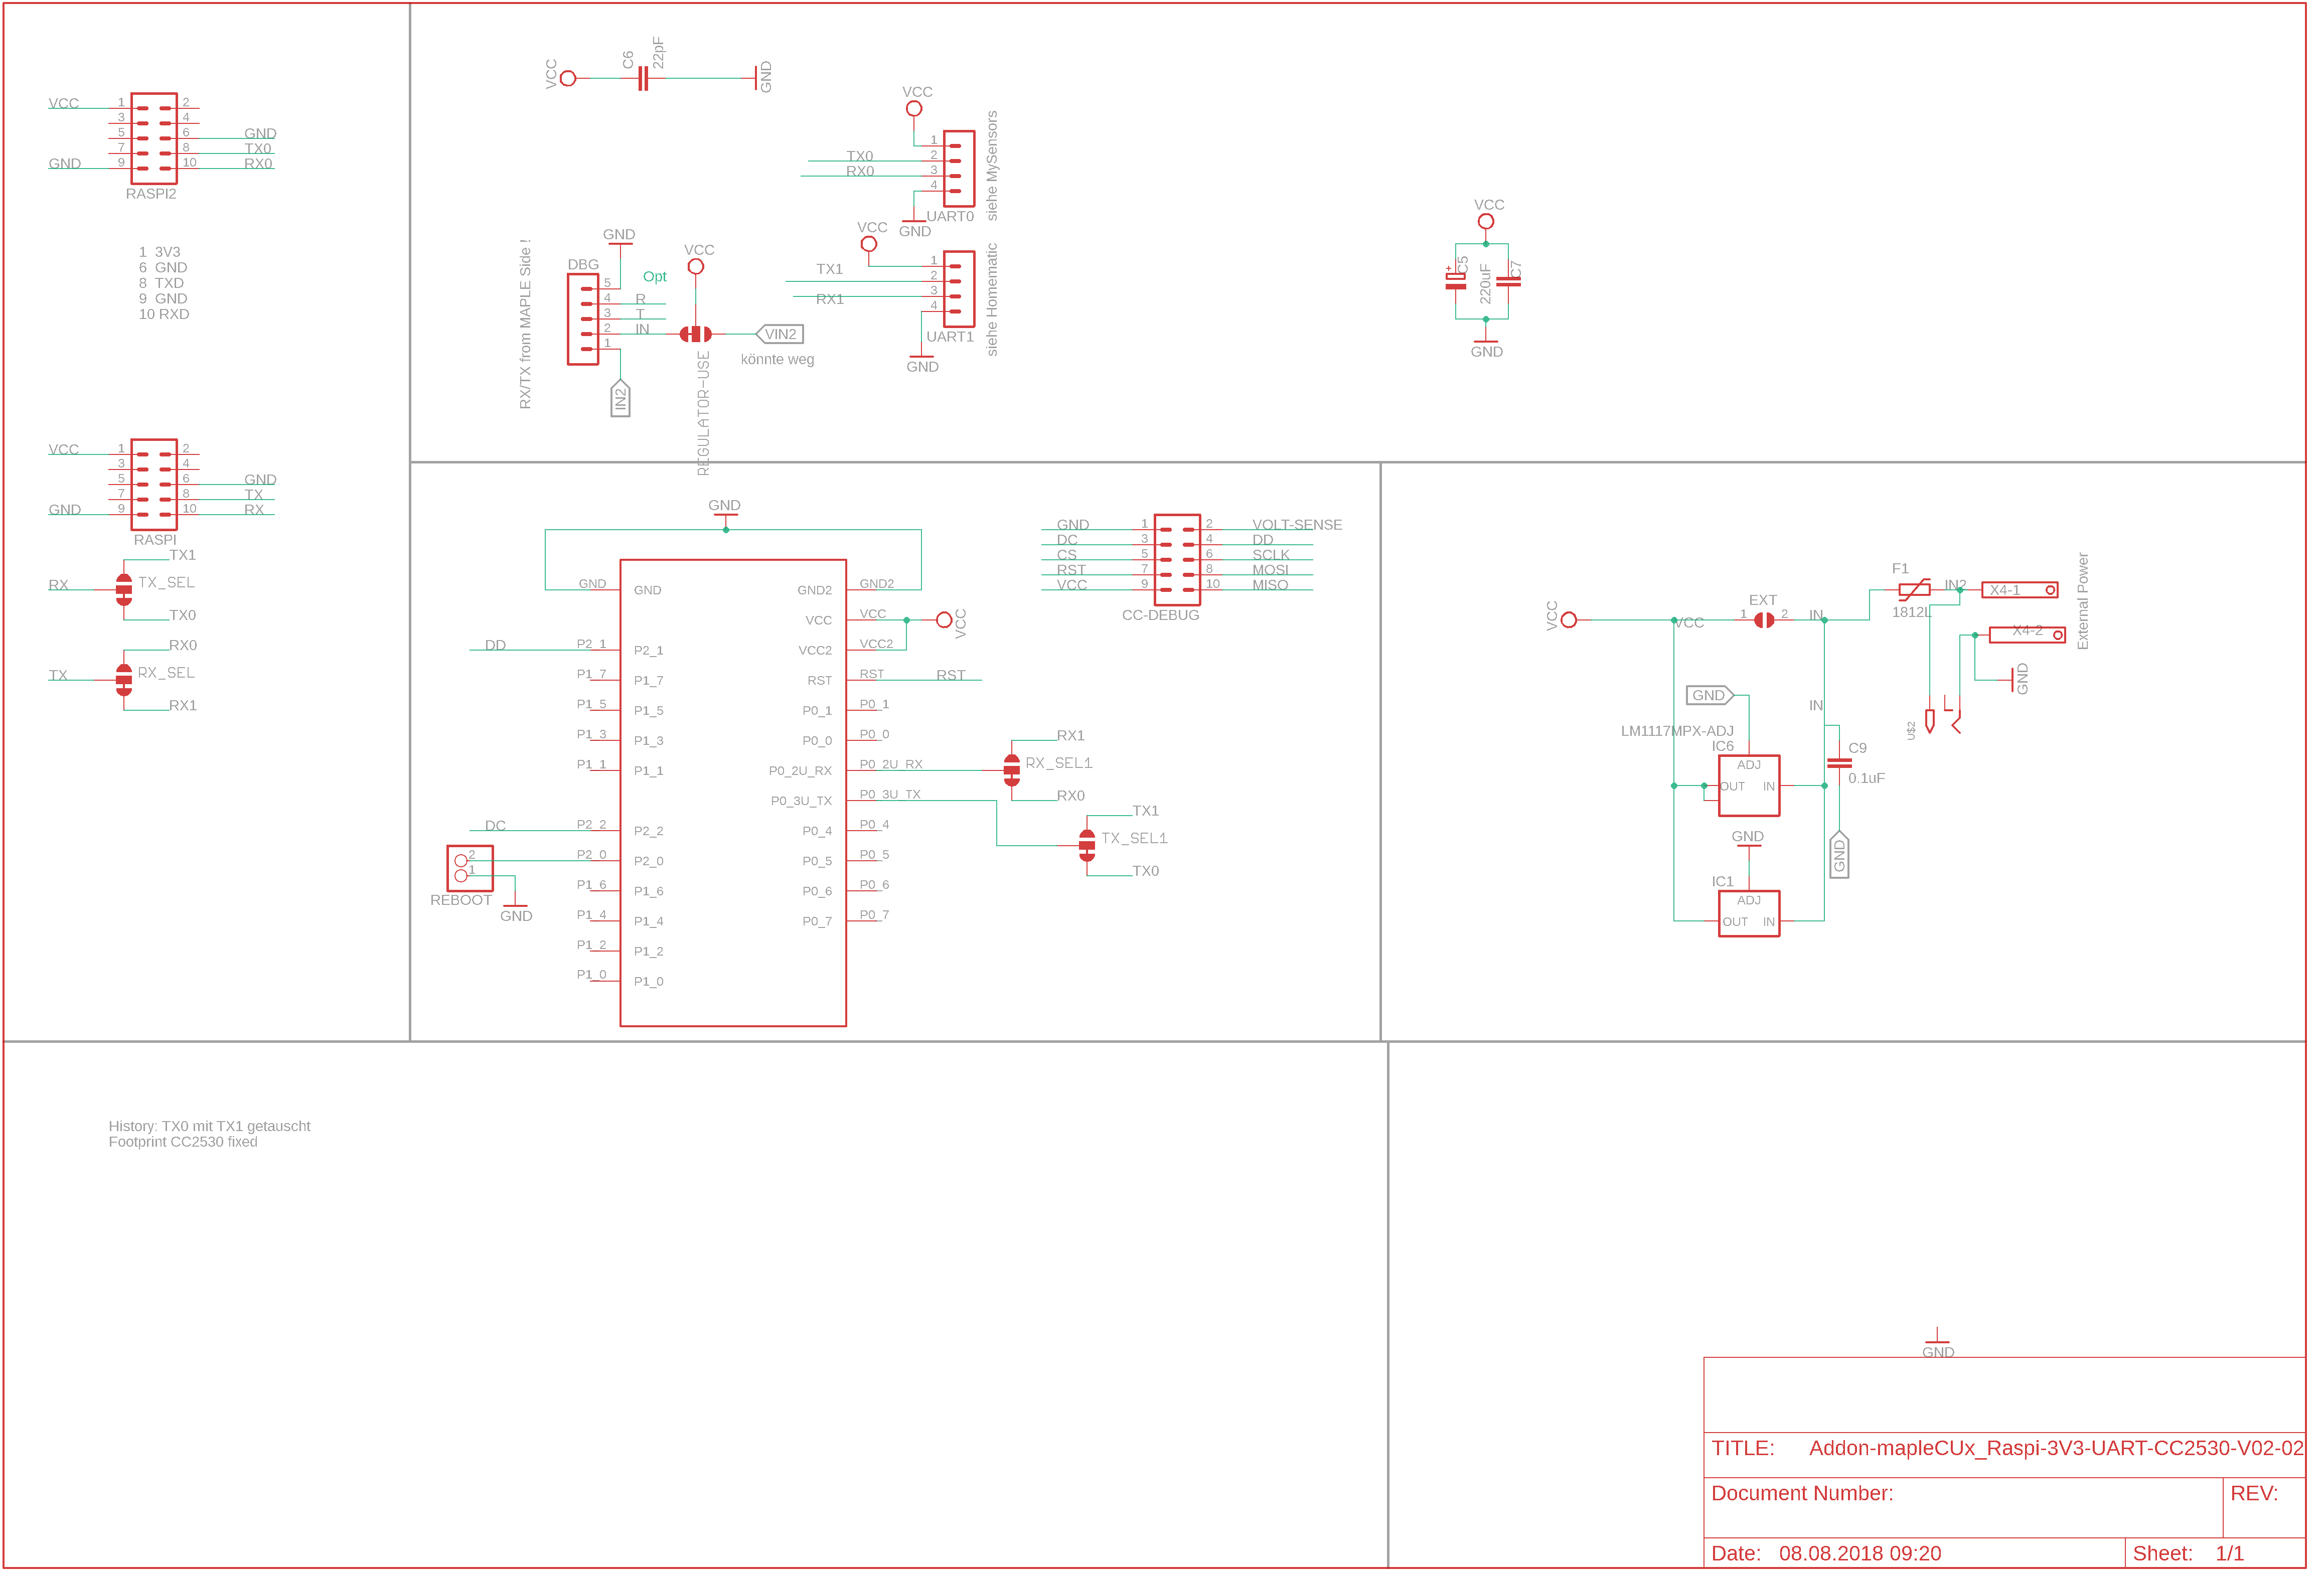 VCC
1
2
3
4
5
6
GND
7
8
TX0
GND
9
10
RX0
RASPI2
1 3V3
6 GND
8 TXD
9 GND
10 RXD
VCC
1
2
3
4
5
6
GND
7
8
TX
GND
9
10
RX
RASPI
TX1
RX
TX_SEL
TX0
RX0
TX
RX_SEL
RX1
VCC
C6
22pF
GND
VCC
TX0
RX0
1
2
3
4
UART0
GND
siehe MySensors
VCC
TX1
RX1
1
2
3
4
UART1
GND
siehe Homematic
RX/TX from MAPLE Side !
GND
DBG
Opt
5
4
R
3
T
2
IN
1
IN2
VCC
VIN2
könnte weg
REGULATOR-USE
VCC
+
C5
220uF
C7
GND
GND
GND
GND
GND2
GND2
VCC
VCC
VCC
VCC2
VCC2
DD
P2_1
P2_1
P1_7
P1_7
RST
RST
RST
P1_5
P1_5
P0_1
P0_1
P1_3
P1_3
P0_0
P0_0
P1_1
P1_1
P0_2U_RX
P0_2U_RX
P0_3U_TX
P0_3U_TX
DC
P2_2
P2_2
P0_4
P0_4
P2_0
P2_0
P0_5
P0_5
P1_6
P1_6
P0_6
P0_6
P1_4
P1_4
P0_7
P0_7
P1_2
P1_2
P1_0
P1_0
2
1
REBOOT
GND
RX1
RX_SEL1
RX0
TX1
TX_SEL1
TX0
GND
1
2
VOLT-SENSE
DC
3
4
DD
CS
5
6
SCLK
RST
7
8
MOSI
VCC
9
10
MISO
CC-DEBUG
VCC
VCC
EXT
1
2
IN
F1
1812L
IN2
X4-1
X4-2
External Power
GND
GND
IN
LM1117MPX-ADJ
IC6
ADJ
OUT
IN
C9
0.1uF
GND
GND
IC1
ADJ
OUT
IN
History: TX0 mit TX1 getauscht
Footprint CC2530 fixed
GND
TITLE: Addon-mapleCUx_Raspi-3V3-UART-CC2530-V02-02
Document Number:
REV:
Date: 08.08.2018 09:20
Sheet: 1/1